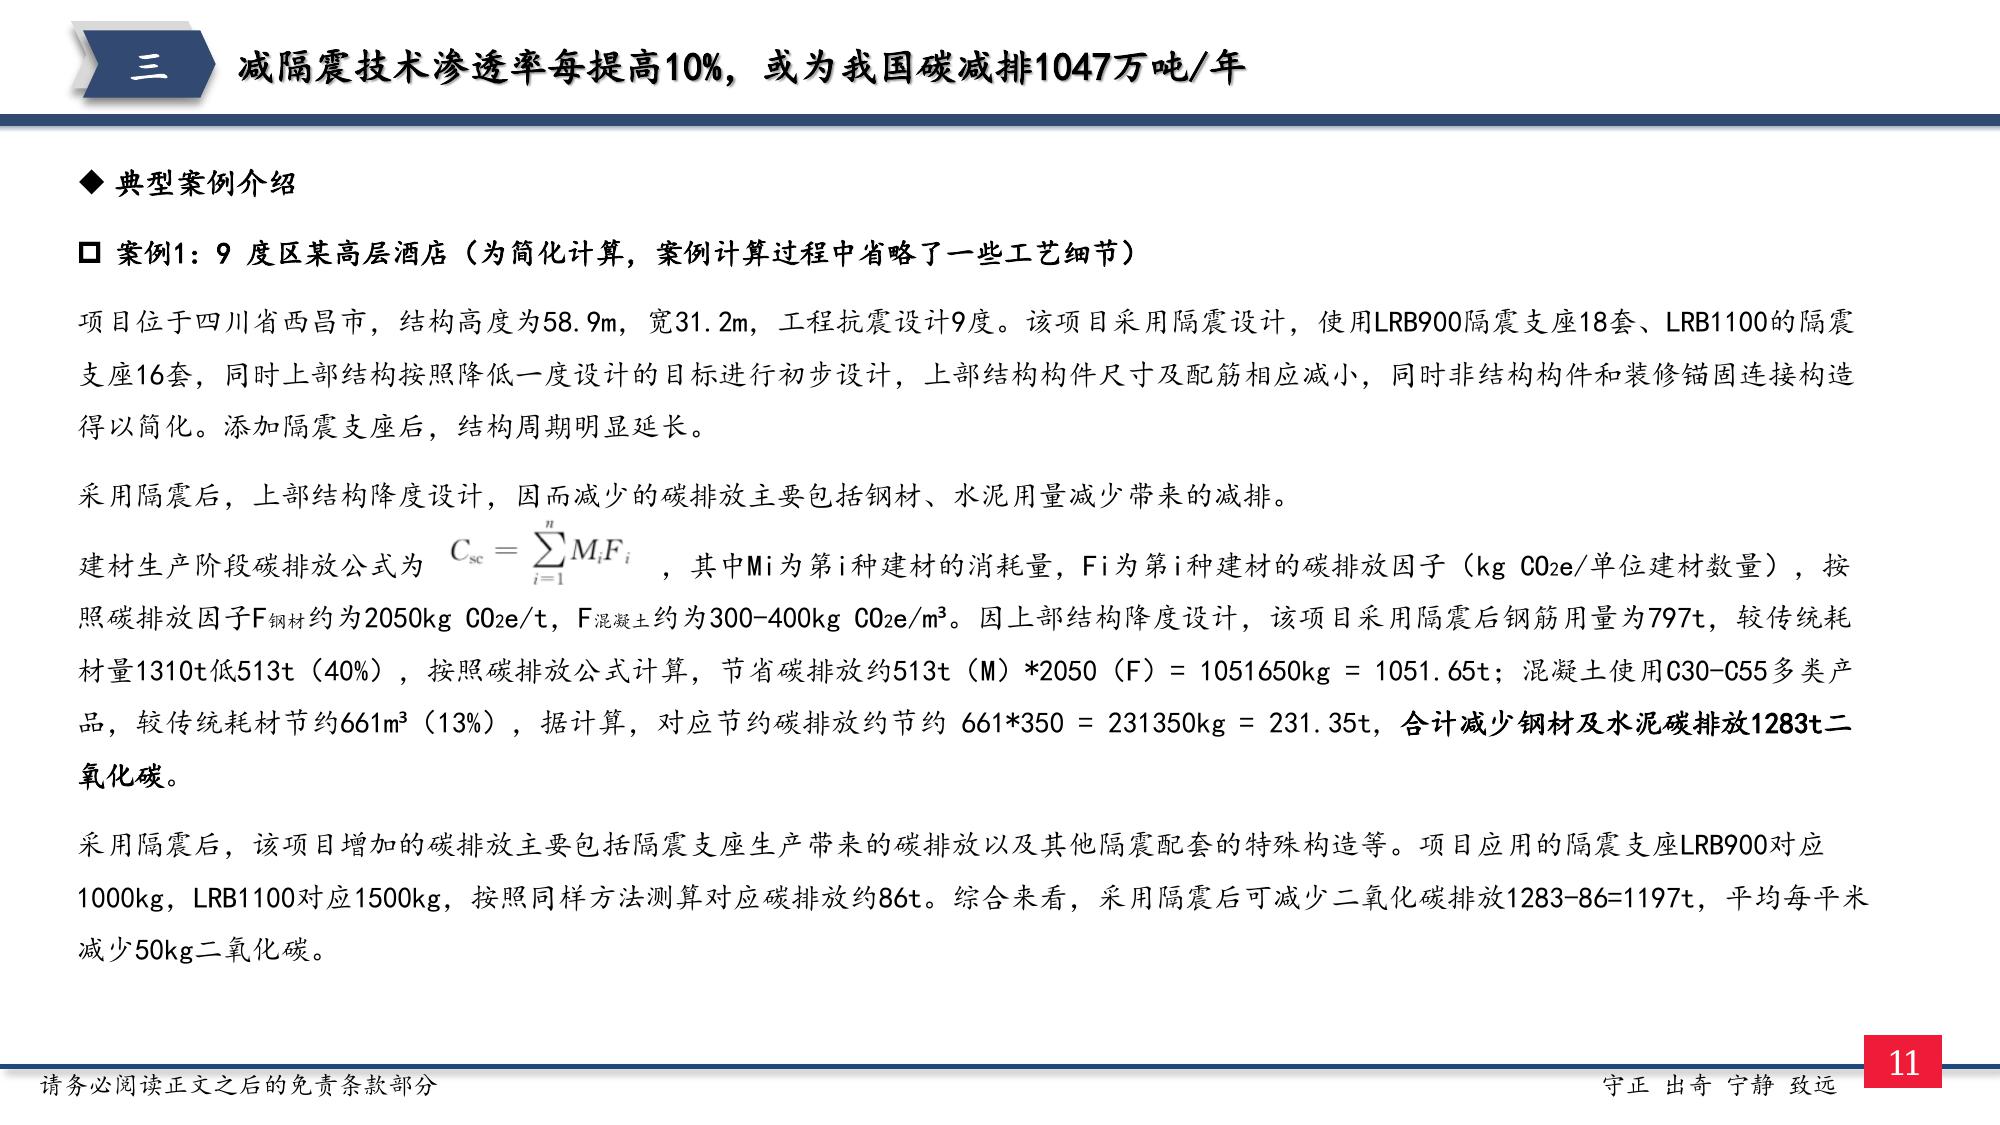 三
减隔震技术渗透率每提高10%，或为我国碳减排1047万吨/年
◆ 典型案例介绍
案例1：9 度区某高层酒店（为简化计算，案例计算过程中省略了一些工艺细节）
项目位于四川省西昌市，结构高度为58.9m，宽31.2m，工程抗震设计9度。该项目采用隔震设计，使用LRB900隔震支座18套、LRB1100的隔震
支座16套，同时上部结构按照降低一度设计的目标进行初步设计，上部结构构件尺寸及配筋相应减小，同时非结构构件和装修锚固连接构造
得以简化。添加隔震支座后，结构周期明显延长。
采用隔震后，上部结构降度设计，因而减少的碳排放主要包括钢材、水泥用量减少带来的减排。
建材生产阶段碳排放公式为 C_sc = ∑_{i=1}^{n} M_iF_i ，其中Mi为第i种建材的消耗量，Fi为第i种建材的碳排放因子（kg CO₂e/单位建材数量），按
照碳排放因子F钢材约为2050kg CO₂e/t，F混凝土约为300-400kg CO₂e/m³。因上部结构降度设计，该项目采用隔震后钢筋用量为797t，较传统耗
材量1310t低513t（40%），按照碳排放公式计算，节省碳排放约513t（M）*2050（F）= 1051650kg = 1051.65t；混凝土使用C30-C55多类产
品，较传统耗材节约661m³（13%），据计算，对应节约碳排放约节约 661*350 = 231350kg = 231.35t，合计减少钢材及水泥碳排放1283t二
氧化碳。
采用隔震后，该项目增加的碳排放主要包括隔震支座生产带来的碳排放以及其他隔震配套的特殊构造等。项目应用的隔震支座LRB900对应
1000kg，LRB1100对应1500kg，按照同样方法测算对应碳排放约86t。综合来看，采用隔震后可减少二氧化碳排放1283-86=1197t，平均每平米
减少50kg二氧化碳。
请务必阅读正文之后的免责条款部分
守正 出奇 宁静 致远
11